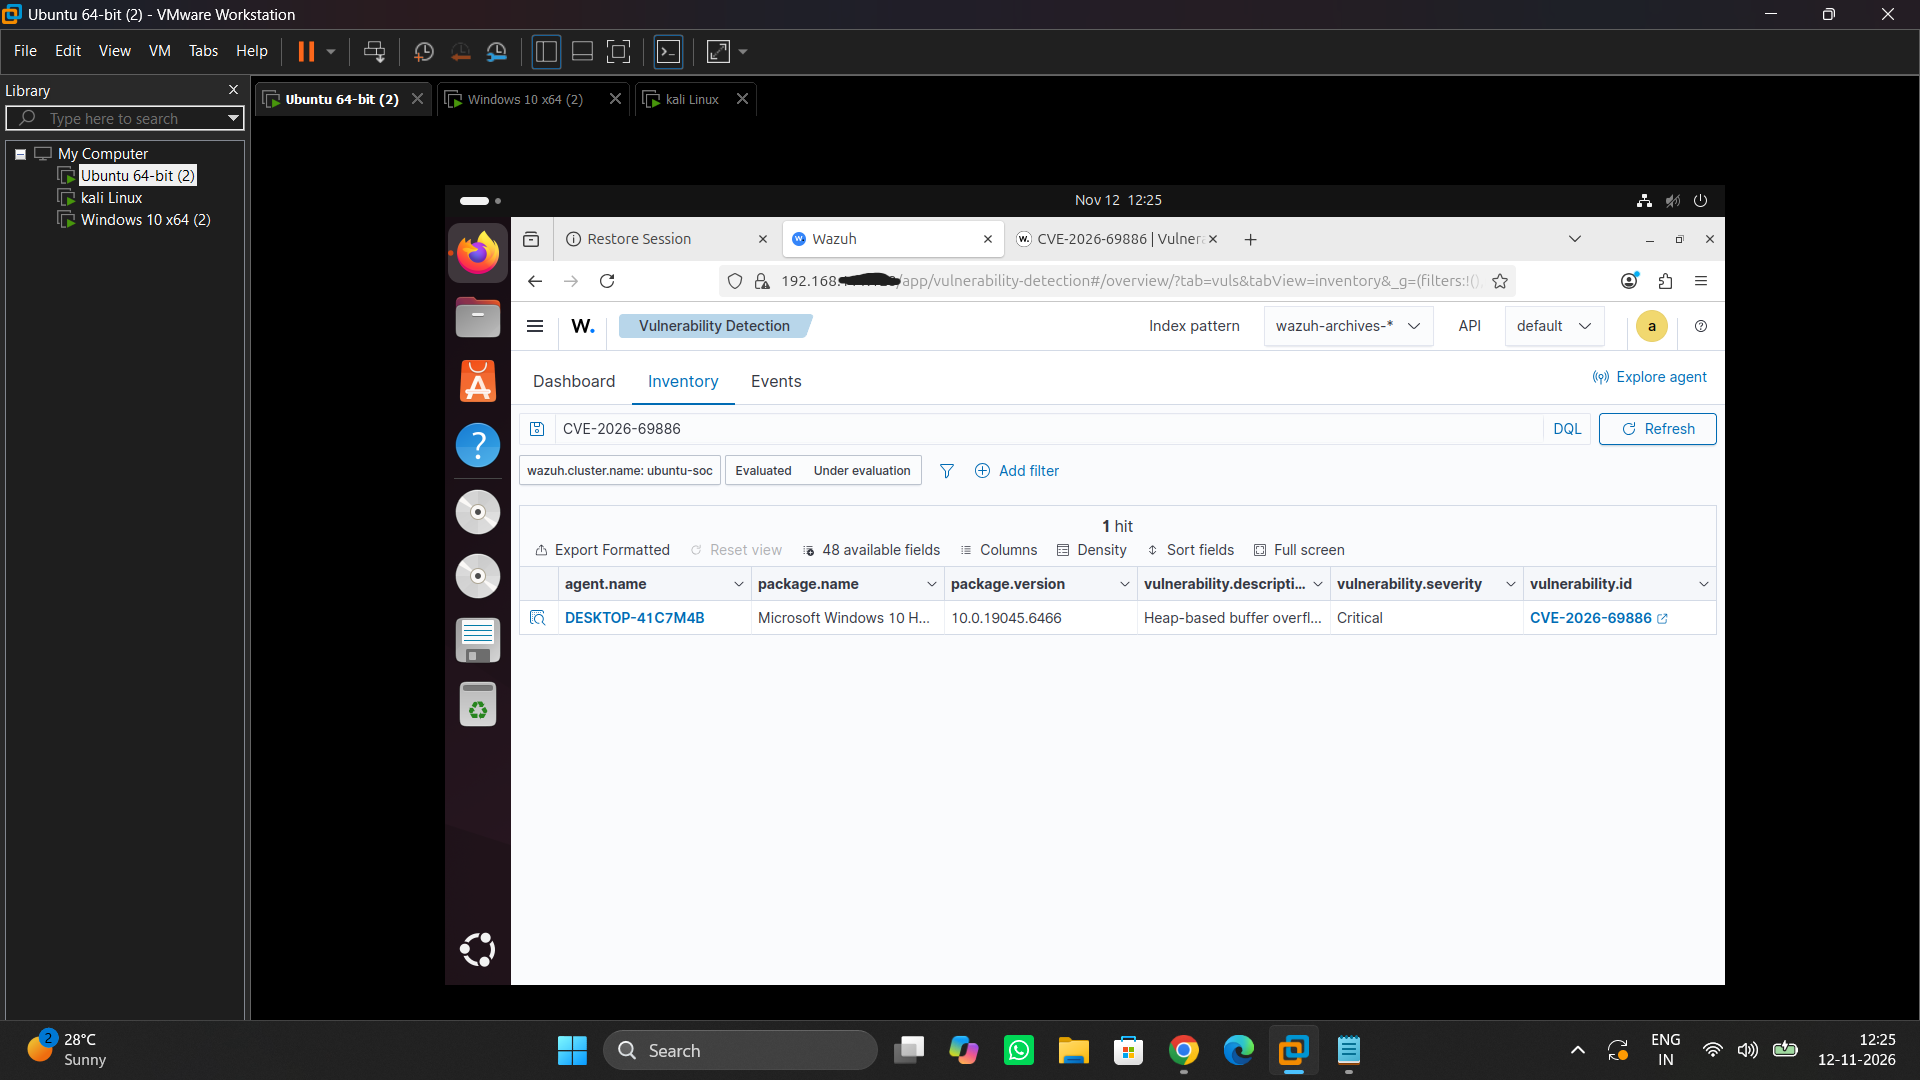 Ubuntu 64-bit (2) - VMware Workstation
File Edit View VM Tabs Help
Library
Type here to search
My Computer
Ubuntu 64-bit (2)
kali Linux
Windows 10 x64 (2)
Ubuntu 64-bit (2) Windows 10 x64 (2) kali Linux
Nov 12 12:25
Restore Session Wazuh CVE-2026-69886 | Vulnera
192.168. /app/vulnerability-detection#/overview/?tab=vuls&tabView=inventory&_g=(filters:!()
W. Vulnerability Detection Index pattern wazuh-archives-* API default a
Dashboard Inventory Events Explore agent
CVE-2026-69886 DQL Refresh
wazuh.cluster.name: ubuntu-soc Evaluated Under evaluation Add filter
1 hit
Export Formatted Reset view 48 available fields Columns Density Sort fields Full screen
agent.name package.name package.version vulnerability.descripti... vulnerability.severity vulnerability.id
DESKTOP-41C7M4B Microsoft Windows 10 H... 10.0.19045.6466 Heap-based buffer overfl... Critical CVE-2026-69886
2 28°C
Sunny
Search
ENG
IN
12:25
12-11-2026